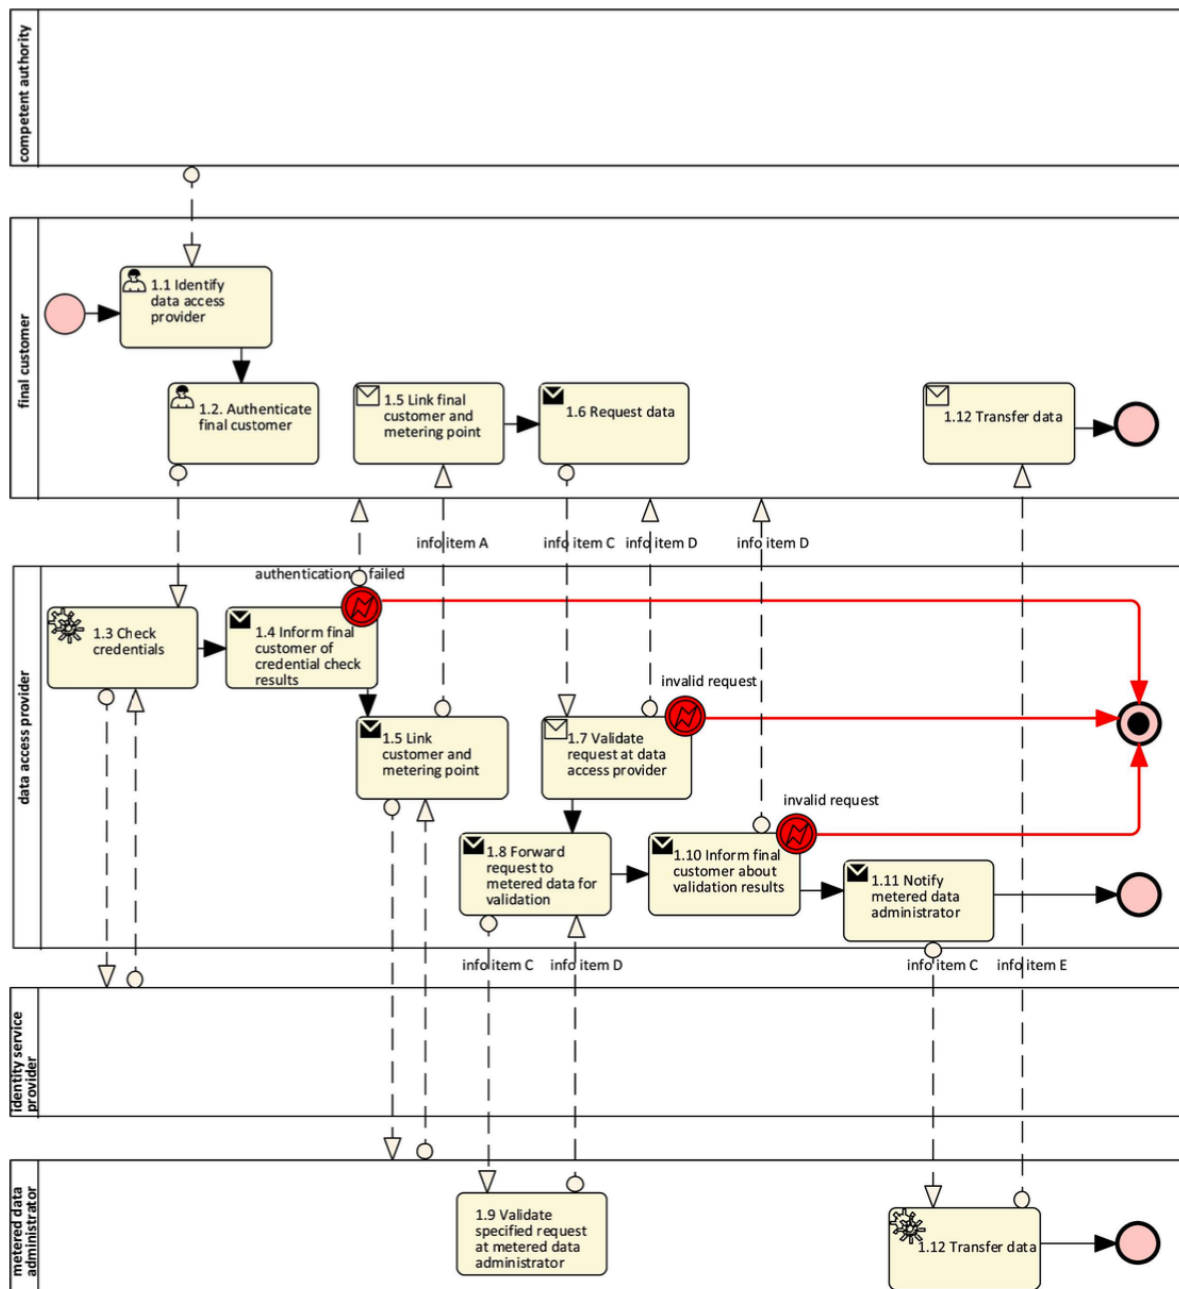 competent authority
final customer
1.1 Identify
data access
provider
1.2. Authenticate
final customer
1.5 Link final
customer and
metering point
1.6 Request data
1.12 Transfer data
info item A
info item C
info item D
info item D
data access provider
authentication failed
1.3 Check
credentials
1.4 Inform final
customer of
credential check
results
invalid request
1.5 Link
customer and
metering point
1.7 Validate
request at data
access provider
invalid request
1.8 Forward
request to
metered data for
validation
1.10 Inform final
customer about
validation results
1.11 Notify
metered data
administrator
info item C
info item D
info item C
info item E
identity service
provider
metered data
administrator
1.9 Validate
specified request
at metered data
administrator
1.12 Transfer data